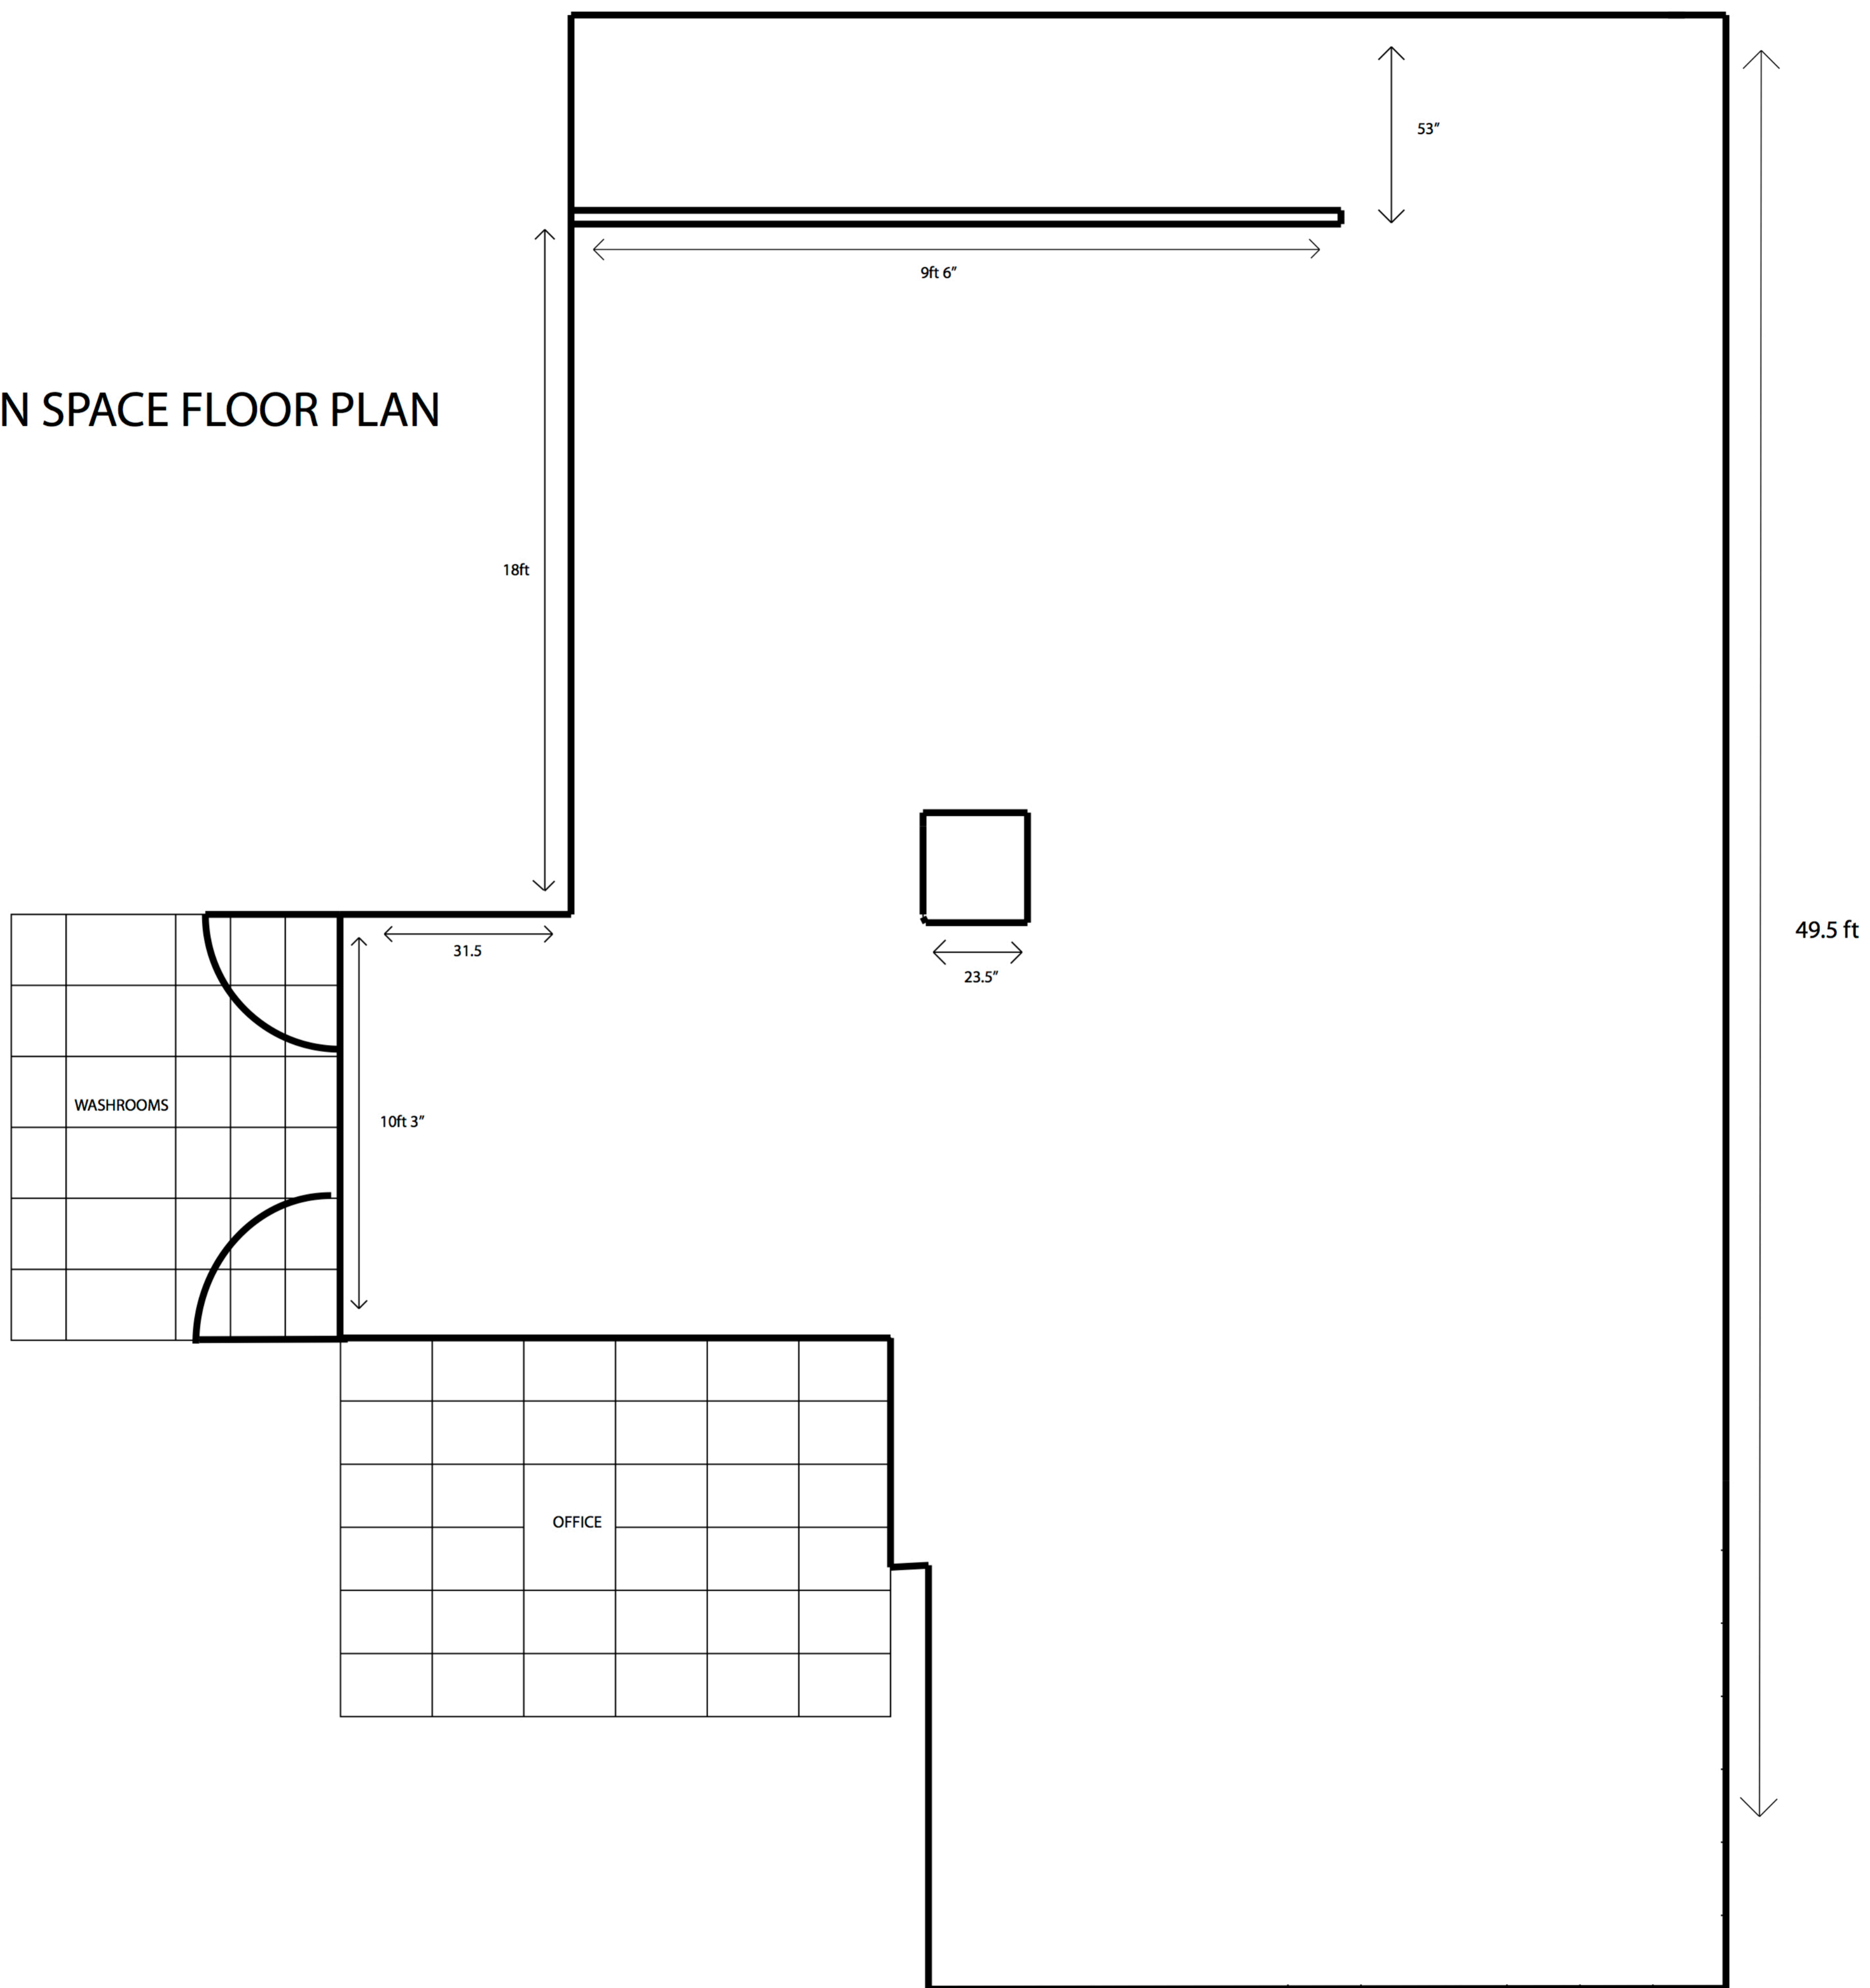 53”
9ft 6”
N SPACE FLOOR PLAN
18ft
49.5 ft
31.5
23.5”
WASHROOMS
10ft 3”
OFFICE